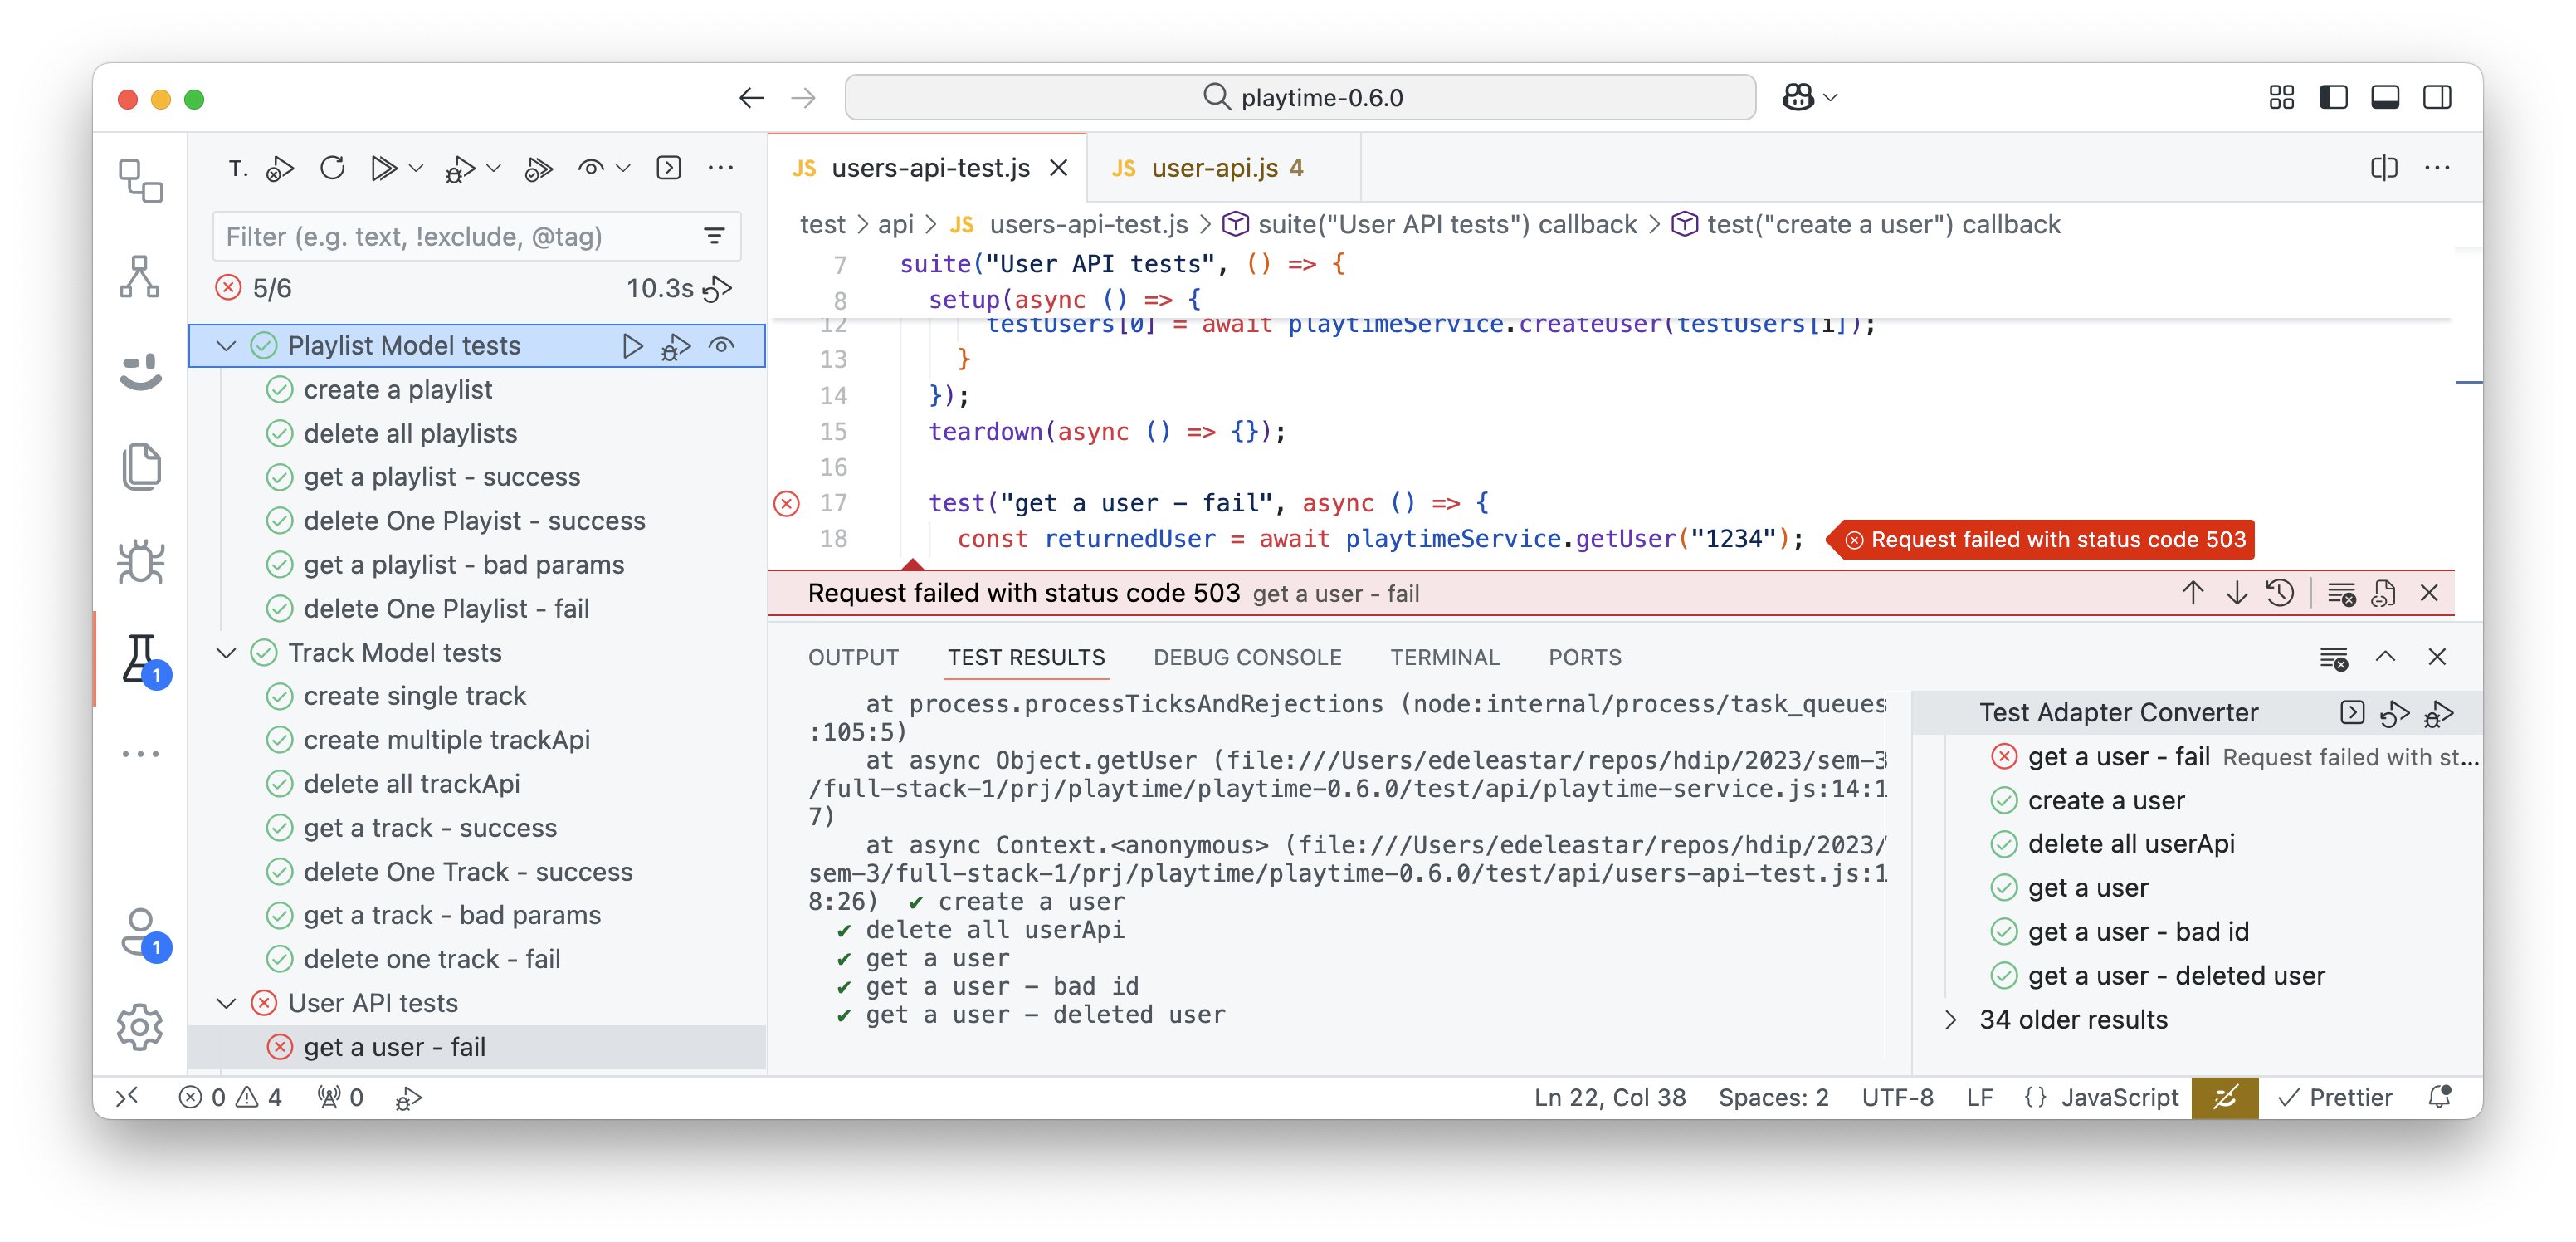 playtime-0.6.0
T.
Filter (e.g. text, !exclude, @tag)
5/6
10.3s
Playlist Model tests
create a playlist
delete all playlists
get a playlist - success
delete One Playist - success
get a playlist - bad params
delete One Playlist - fail
Track Model tests
create single track
create multiple trackApi
delete all trackApi
get a track - success
delete One Track - success
get a track - bad params
delete one track - fail
User API tests
get a user - fail
1
1
JS users-api-test.js
JS user-api.js 4
test > api > JS users-api-test.js > suite("User API tests") callback > test("create a user") callback
7 suite("User API tests", () => {
8 setup(async () => {
12 testUsers[0] = await playtimeService.createUser(testUsers[i]);
13 }
14 });
15 teardown(async () => {});
16
17 test("get a user - fail", async () => {
18 const returnedUser = await playtimeService.getUser("1234"); Request failed with status code 503
Request failed with status code 503 get a user - fail
OUTPUT TEST RESULTS DEBUG CONSOLE TERMINAL PORTS
at process.processTicksAndRejections (node:internal/process/task_queues
:105:5)
at async Object.getUser (file:///Users/edeleastar/repos/hdip/2023/sem-3
/full-stack-1/prj/playtime/playtime-0.6.0/test/api/playtime-service.js:14:1
7)
at async Context.<anonymous> (file:///Users/edeleastar/repos/hdip/2023/
sem-3/full-stack-1/prj/playtime/playtime-0.6.0/test/api/users-api-test.js:1
8:26) ✔ create a user
✔ delete all userApi
✔ get a user
✔ get a user - bad id
✔ get a user - deleted user
Test Adapter Converter
get a user - fail Request failed with st...
create a user
delete all userApi
get a user
get a user - bad id
get a user - deleted user
34 older results
0 4 0
Ln 22, Col 38 Spaces: 2 UTF-8 LF {} JavaScript Prettier